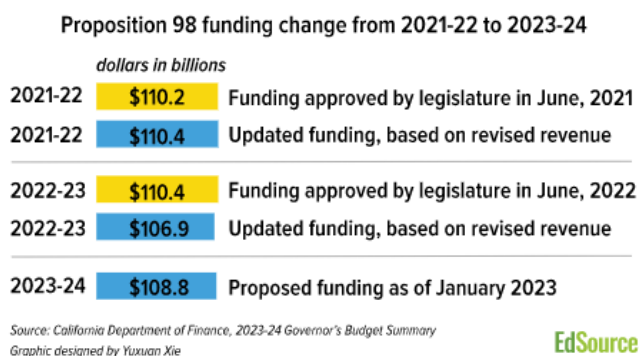 Proposition 98 funding change from 2021-22 to 2023-24
dollars in billions
2021-22 $110.2 Funding approved by legislature in June, 2021
2021-22 $110.4 Updated funding, based on revised revenue
2022-23 $110.4 Funding approved by legislature in June, 2022
2022-23 $106.9 Updated funding, based on revised revenue
2023-24 $108.8 Proposed funding as of January 2023
Source: California Department of Finance, 2023-24 Governor's Budget Summary
Graphic designed by Yuxuan Xie
EdSource